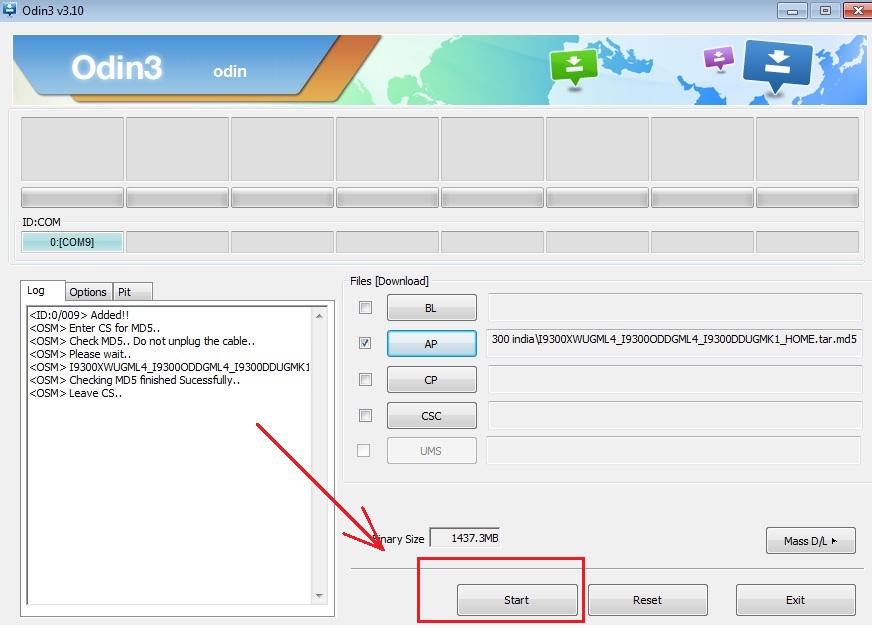 Odin3 v3.10
Odin3 odin
ID:COM
0:[COM9]
Log Options Pit
<ID:0/009> Added!!
<OSM> Enter CS for MD5..
<OSM> Check MD5.. Do not unplug the cable..
<OSM> Please wait..
<OSM> I9300XWUGML4_I9300ODDGML4_I9300DDUGMK1
<OSM> Checking MD5 finished Sucessfully..
<OSM> Leave CS..
Files [Download]
BL
AP 300 india\I9300XWUGML4_I9300ODDGML4_I9300DDUGMK1_HOME.tar.md5
CP
CSC
UMS
Binary Size 1437.3MB
Mass D/L
Start Reset Exit